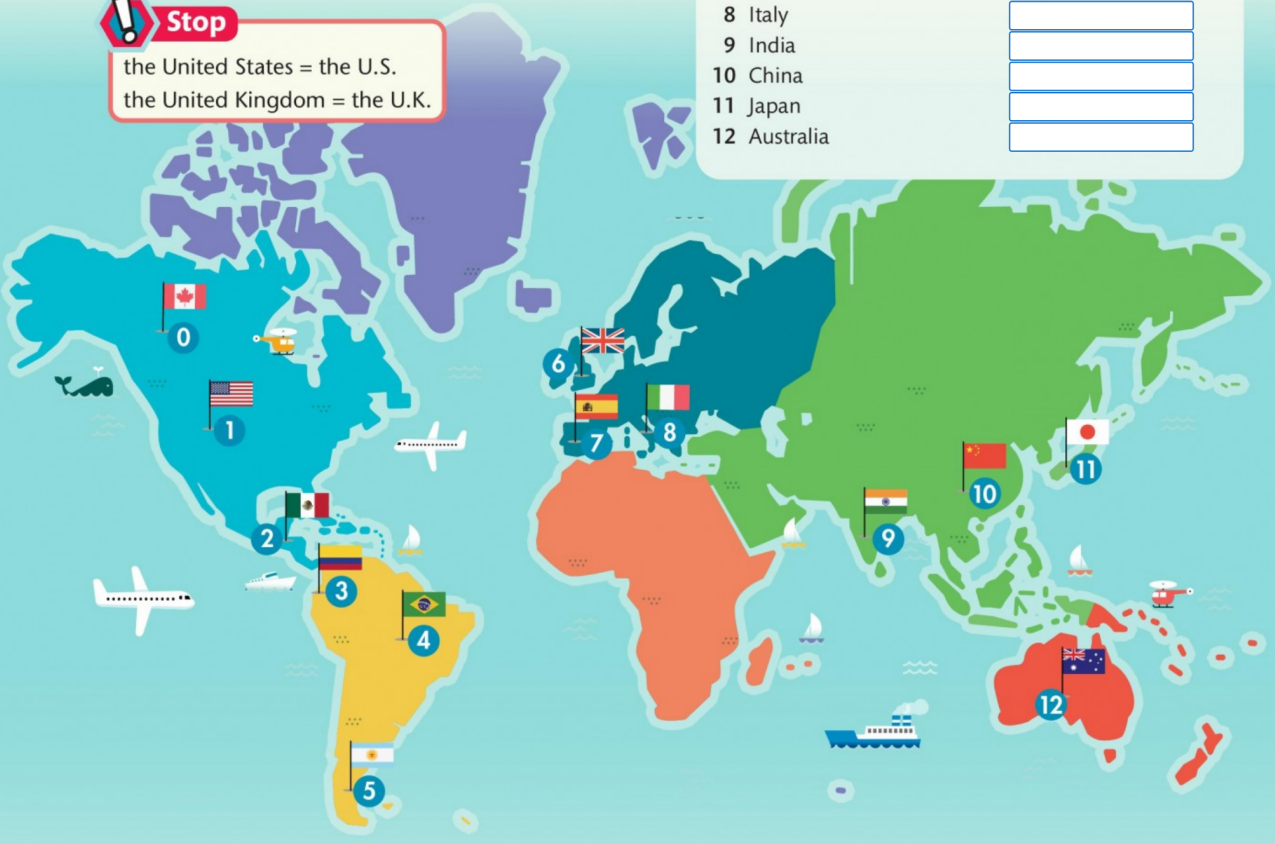 Stop
the United States = the U.S.
the United Kingdom = the U.K.
8 Italy
9 India
10 China
11 Japan
12 Australia
0
1
2
3
4
5
6
7
8
9
10
11
12